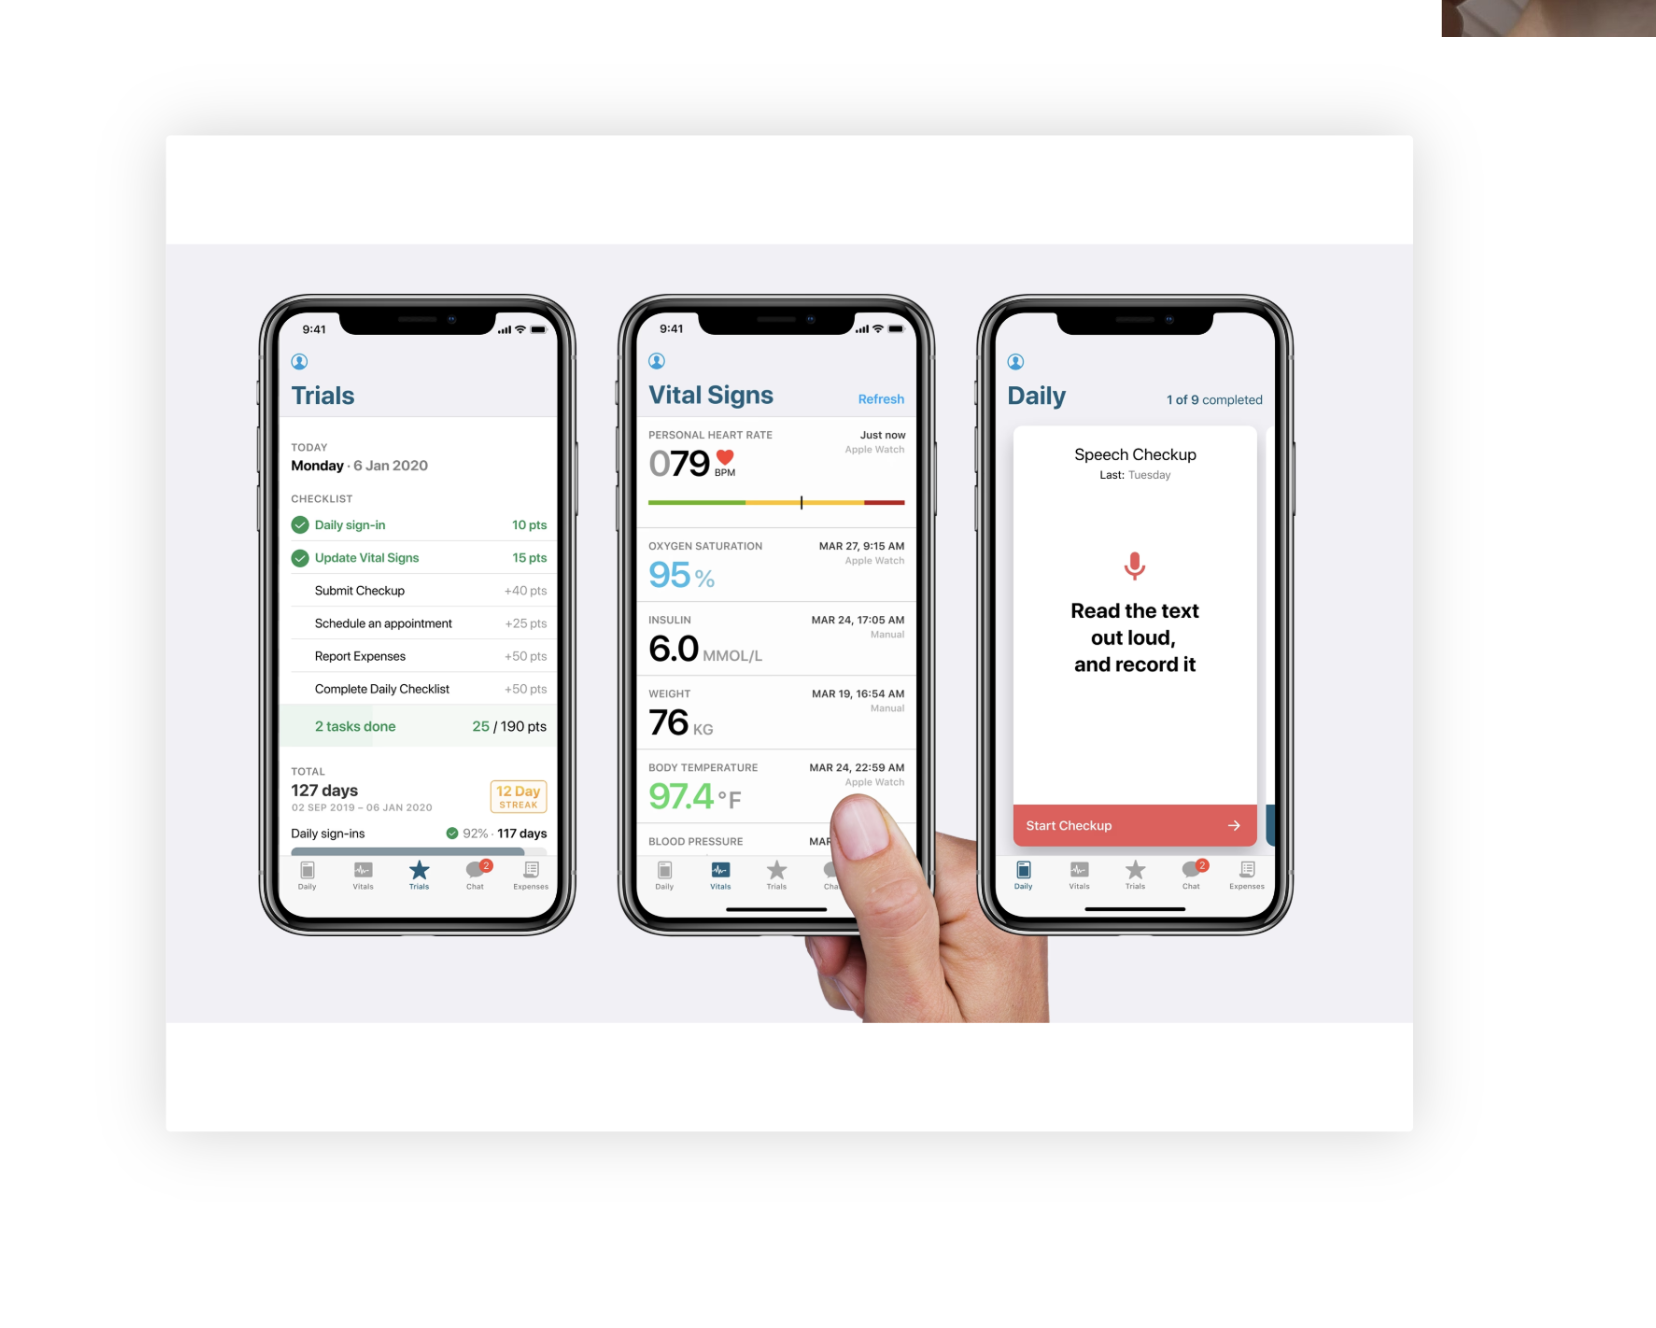 9:41
Trials
TODAY
Monday · 6 Jan 2020
CHECKLIST
Daily sign-in 10 pts
Update Vital Signs 15 pts
Submit Checkup +40 pts
Schedule an appointment +25 pts
Report Expenses +50 pts
Complete Daily Checklist +50 pts
2 tasks done 25 / 190 pts
TOTAL
127 days
02 SEP 2019 – 06 JAN 2020
12 Day
STREAK
Daily sign-ins 92% · 117 days
Daily Vitals Trials Chat 2 Expenses
9:41
Vital Signs Refresh
PERSONAL HEART RATE Just now
Apple Watch
079 BPM
OXYGEN SATURATION MAR 27, 9:15 AM
Apple Watch
95 %
INSULIN MAR 24, 17:05 AM
Manual
6.0 MMOL/L
WEIGHT MAR 19, 16:54 AM
Manual
76 KG
BODY TEMPERATURE MAR 24, 22:59 AM
Apple Watch
97.4 °F
BLOOD PRESSURE MAR
Daily Vitals Trials Cha
Daily 1 of 9 completed
Speech Checkup
Last: Tuesday
Read the text
out loud,
and record it
Start Checkup →
Daily Vitals Trials Chat 2 Expenses